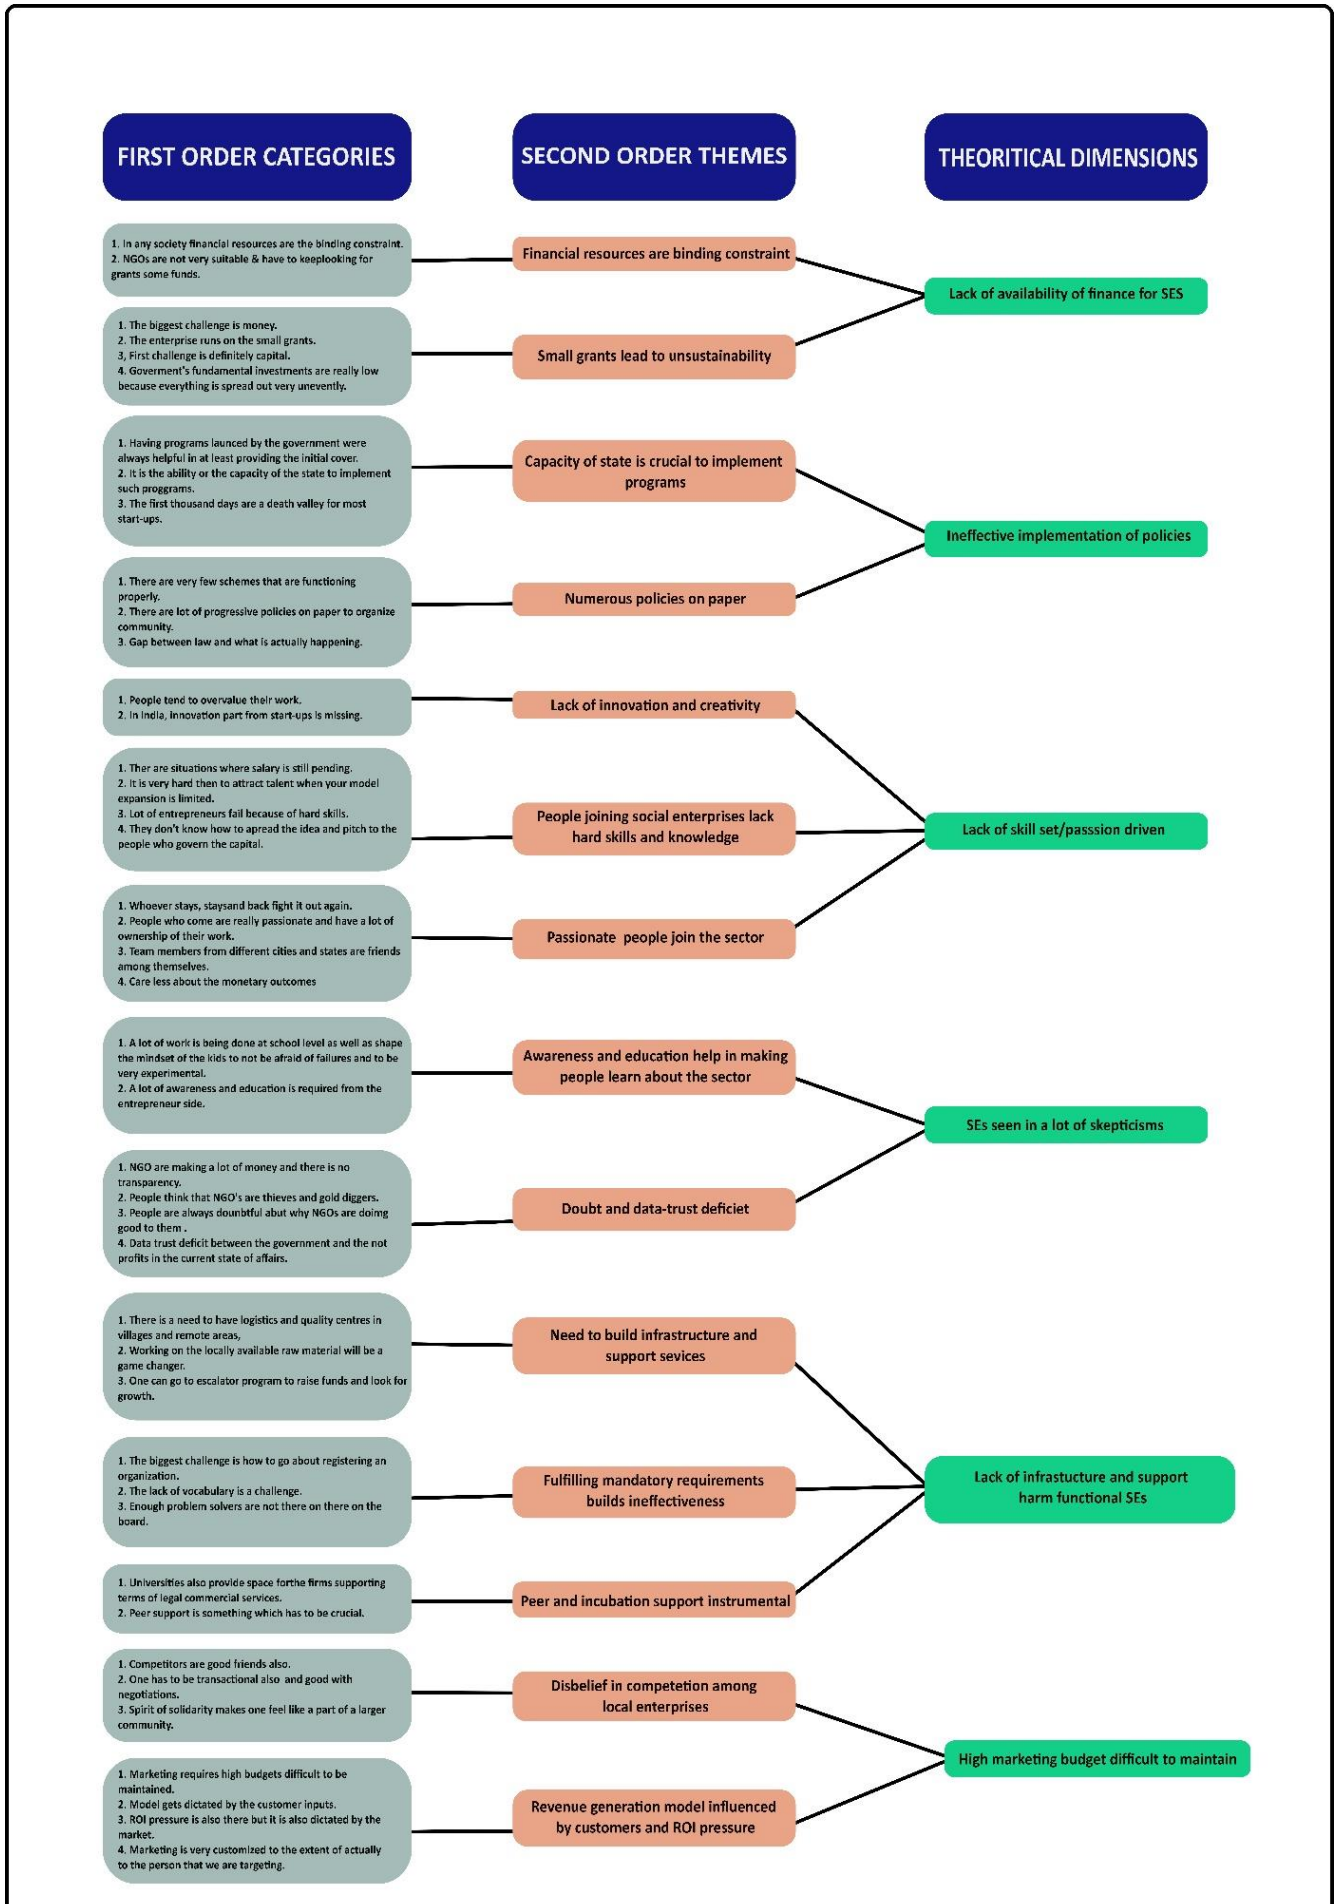 FIRST ORDER CATEGORIES
SECOND ORDER THEMES
THEORITICAL DIMENSIONS
1. In any society financial resources are the binding constraint.
2. NGOs are not very suitable & have to keeplooking for
grants some funds.
Financial resources are binding constraint
Lack of availability of finance for SES
1. The biggest challenge is money.
2. The enterprise runs on the small grants.
3, First challenge is definitely capital.
4. Goverment's fundamental investments are really low
because everything is spread out very unevently.
Small grants lead to unsustainability
1. Having programs launced by the government were
always helpful in at least providing the initial cover.
2. It is the ability or the capacity of the state to implement
such proggrams.
3. The first thousand days are a death valley for most
start-ups.
Capacity of state is crucial to implement
programs
Ineffective implementation of policies
1. There are very few schemes that are functioning
properly.
2. There are lot of progressive policies on paper to organize
community.
3. Gap between law and what is actually happening.
Numerous policies on paper
1. People tend to overvalue their work.
2. In India, innovation part from start-ups is missing.
Lack of innovation and creativity
1. Ther are situations where salary is still pending.
2. It is very hard then to attract talent when your model
expansion is limited.
3. Lot of entrepreneurs fail because of hard skills.
4. They don't know how to apread the idea and pitch to the
people who govern the capital.
People joining social enterprises lack
hard skills and knowledge
Lack of skill set/passsion driven
1. Whoever stays, staysand back fight it out again.
2. People who come are really passionate and have a lot of
ownership of their work.
3. Team members from different cities and states are friends
among themselves.
4. Care less about the monetary outcomes
Passionate people join the sector
1. A lot of work is being done at school level as well as shape
the mindset of the kids to not be afraid of failures and to be
very experimental.
2. A lot of awareness and education is required from the
entrepreneur side.
Awareness and education help in making
people learn about the sector
SEs seen in a lot of skepticisms
1. NGO are making a lot of money and there is no
transparency.
2. People think that NGO's are thieves and gold diggers.
3. People are always dounbtful abut why NGOs are doimg
good to them .
4. Data trust deficit between the government and the not
profits in the current state of affairs.
Doubt and data-trust deficiet
1. There is a need to have logistics and quality centres in
villages and remote areas,
2. Working on the locally available raw material will be a
game changer.
3. One can go to escalator program to raise funds and look for
growth.
Need to build infrastructure and
support sevices
1. The biggest challenge is how to go about registering an
organization.
2. The lack of vocabulary is a challenge.
3. Enough problem solvers are not there on there on the
board.
Fulfilling mandatory requirements
builds ineffectiveness
Lack of infrastucture and support
harm functional SEs
1. Universities also provide space forthe firms supporting
terms of legal commercial services.
2. Peer support is something which has to be crucial.
Peer and incubation support instrumental
1. Competitors are good friends also.
2. One has to be transactional also and good with
negotiations.
3. Spirit of solidarity makes one feel like a part of a larger
community.
Disbelief in competetion among
local enterprises
High marketing budget difficult to maintain
1. Marketing requires high budgets difficult to be
maintained.
2. Model gets dictated by the customer inputs.
3. ROI pressure is also there but it is also dictated by the
market.
4. Marketing is very customized to the extent of actually
to the person that we are targeting.
Revenue generation model influenced
by customers and ROI pressure